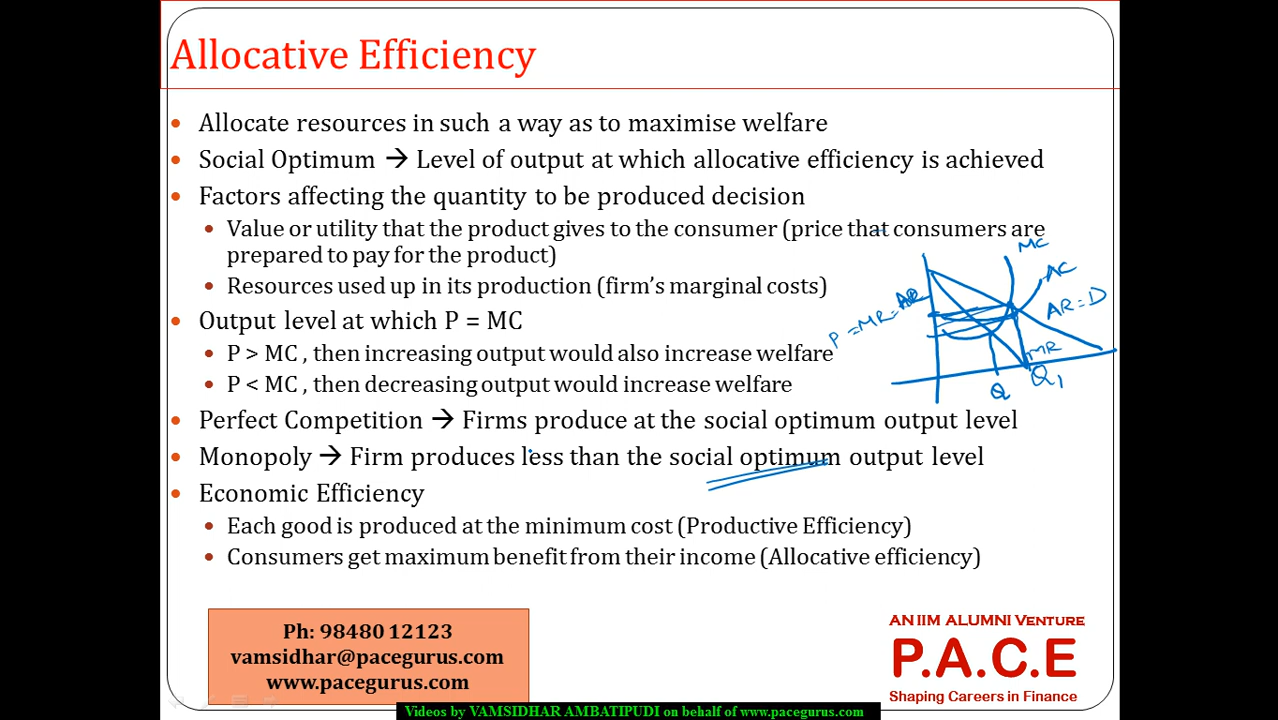 Allocative Efficiency
• Allocate resources in such a way as to maximise welfare
• Social Optimum → Level of output at which allocative efficiency is achieved
• Factors affecting the quantity to be produced decision
• Value or utility that the product gives to the consumer (price that consumers are
prepared to pay for the product)
• Resources used up in its production (firm's marginal costs)
• Output level at which P = MC
• P > MC , then increasing output would also increase welfare
• P < MC , then decreasing output would increase welfare
• Perfect Competition → Firms produce at the social optimum output level
• Monopoly → Firm produces less than the social optimum output level
• Economic Efficiency
• Each good is produced at the minimum cost (Productive Efficiency)
• Consumers get maximum benefit from their income (Allocative efficiency)
MC
AC
AR = D
P = MR = AR
MR
Q
Q1
Ph: 98480 12123
vamsidhar@pacegurus.com
www.pacegurus.com
AN IIM ALUMNI VENTURE
P.A.C.E
Shaping Careers in Finance
Videos by VAMSIDHAR AMBATIPUDI on behalf of www.pacegurus.com